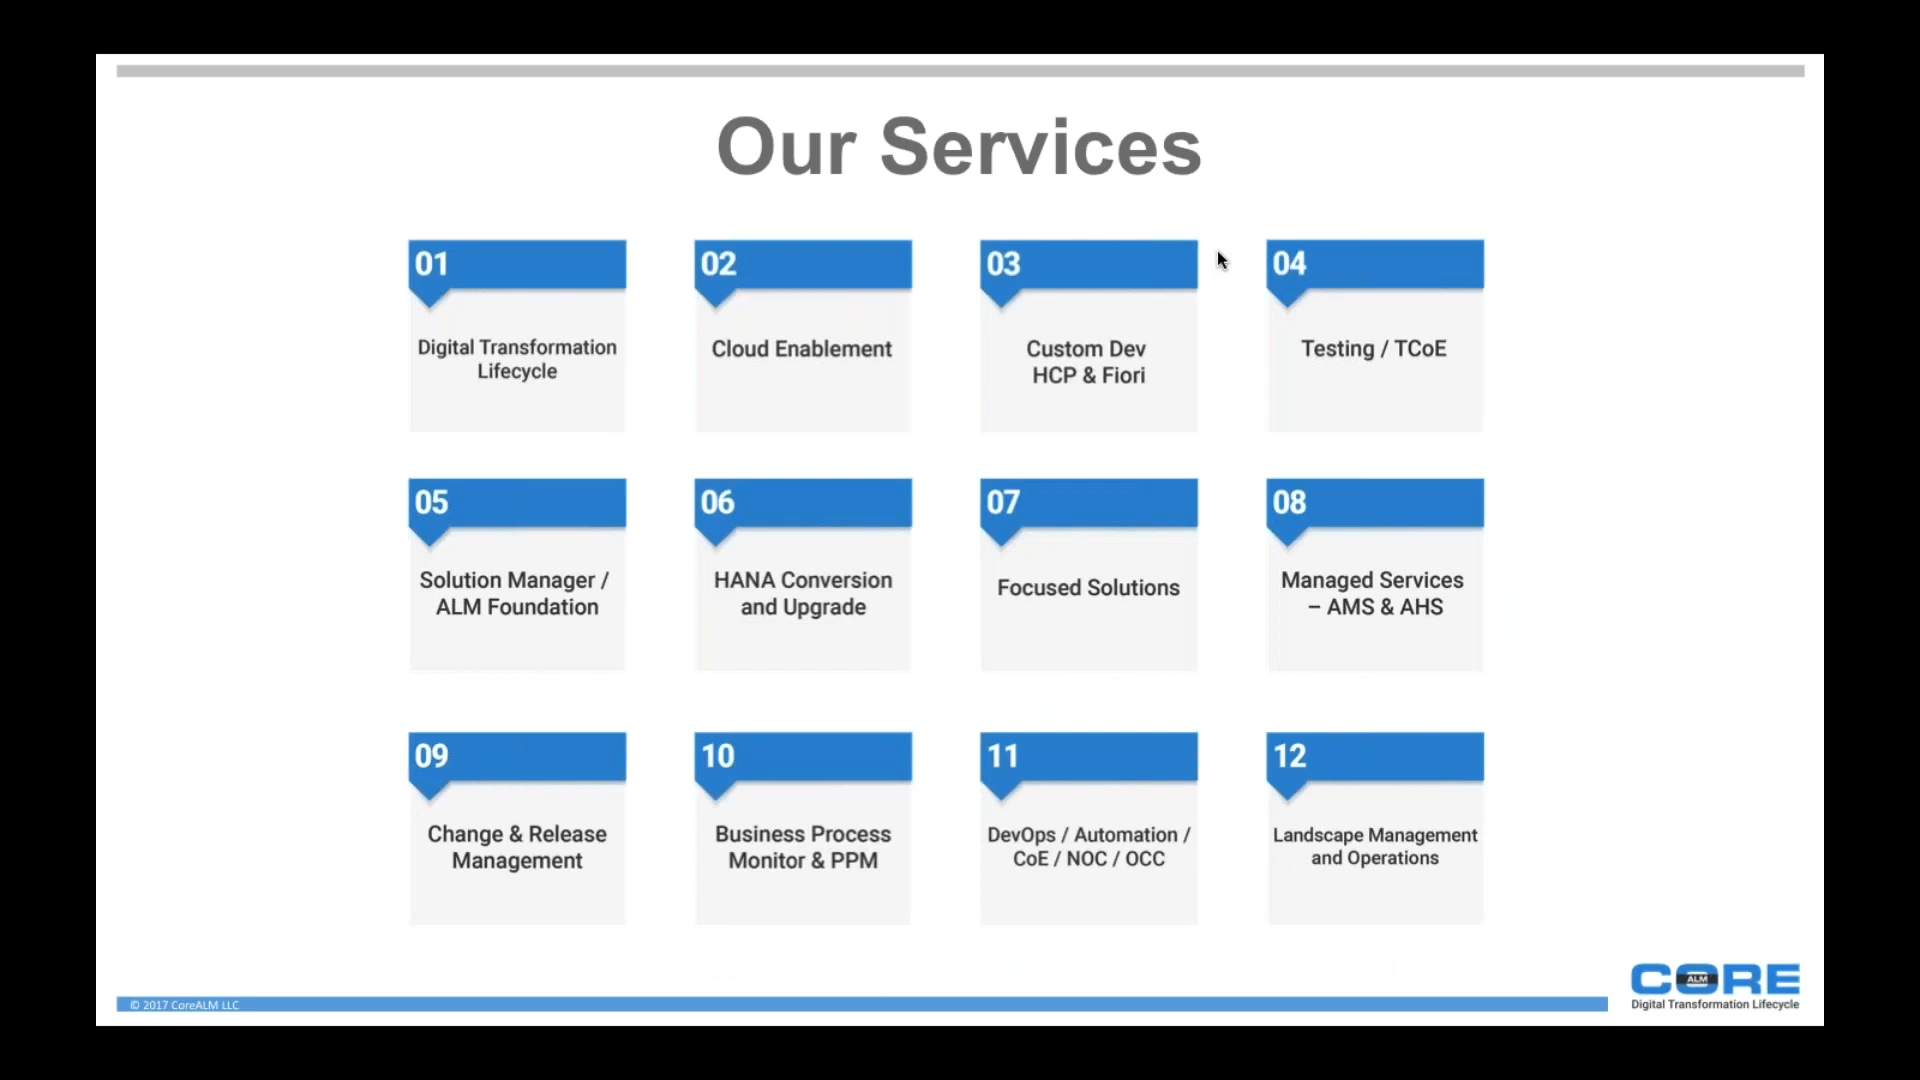 Our Services
01
Digital Transformation
Lifecycle
02
Cloud Enablement
03
Custom Dev
HCP & Fiori
04
Testing / TCoE
05
Solution Manager /
ALM Foundation
06
HANA Conversion
and Upgrade
07
Focused Solutions
08
Managed Services
– AMS & AHS
09
Change & Release
Management
10
Business Process
Monitor & PPM
11
DevOps / Automation /
CoE / NOC / OCC
12
Landscape Management
and Operations
© 2017 CoreALM LLC
CORE
ALM
Digital Transformation Lifecycle